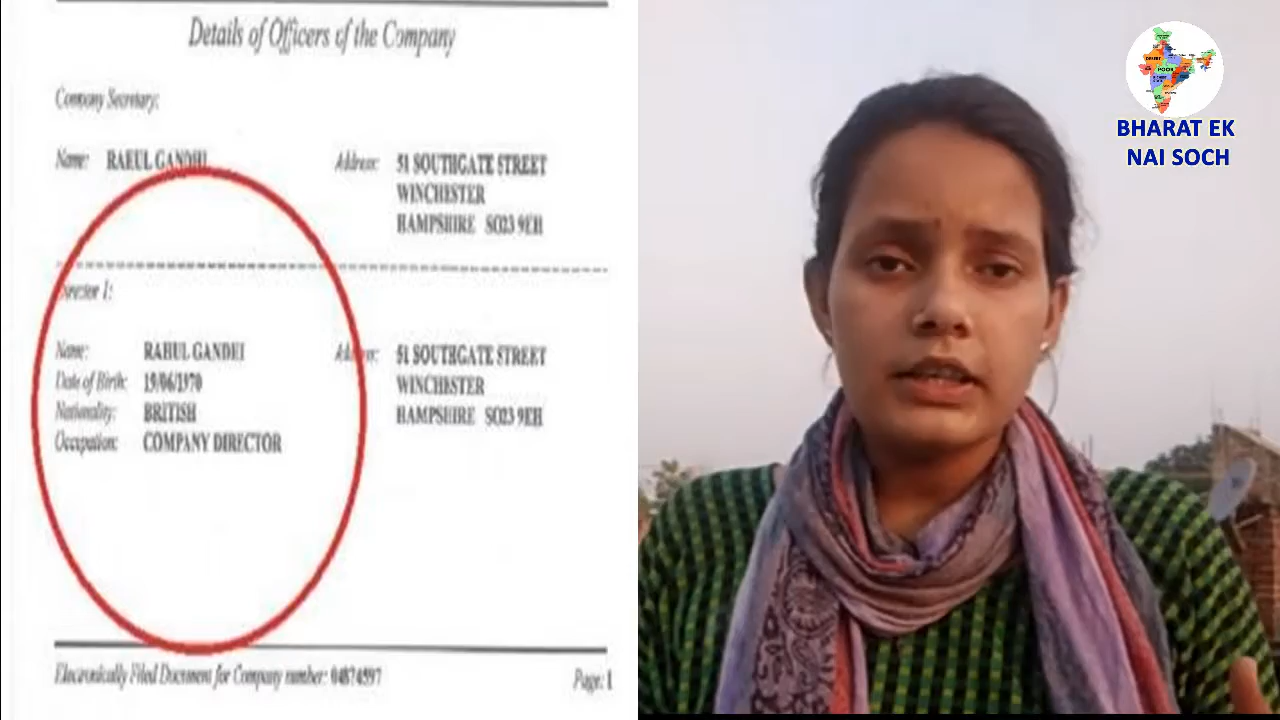 Details of Officers of the Company
Company Secretary:
Name: RAHUL GANDHI Address: 51 SOUTHGATE STREET
WINCHESTER
HAMPSHIRE SO23 9EH
Director 1:
Name: RAHUL GANDHI Address: 51 SOUTHGATE STREET
Date of Birth: 19/06/1970 WINCHESTER
Nationality: BRITISH HAMPSHIRE SO23 9EH
Occupation: COMPANY DIRECTOR
Electronically Filed Document for Company number: 04874597 Page: 1
BHARAT EK
NAI SOCH